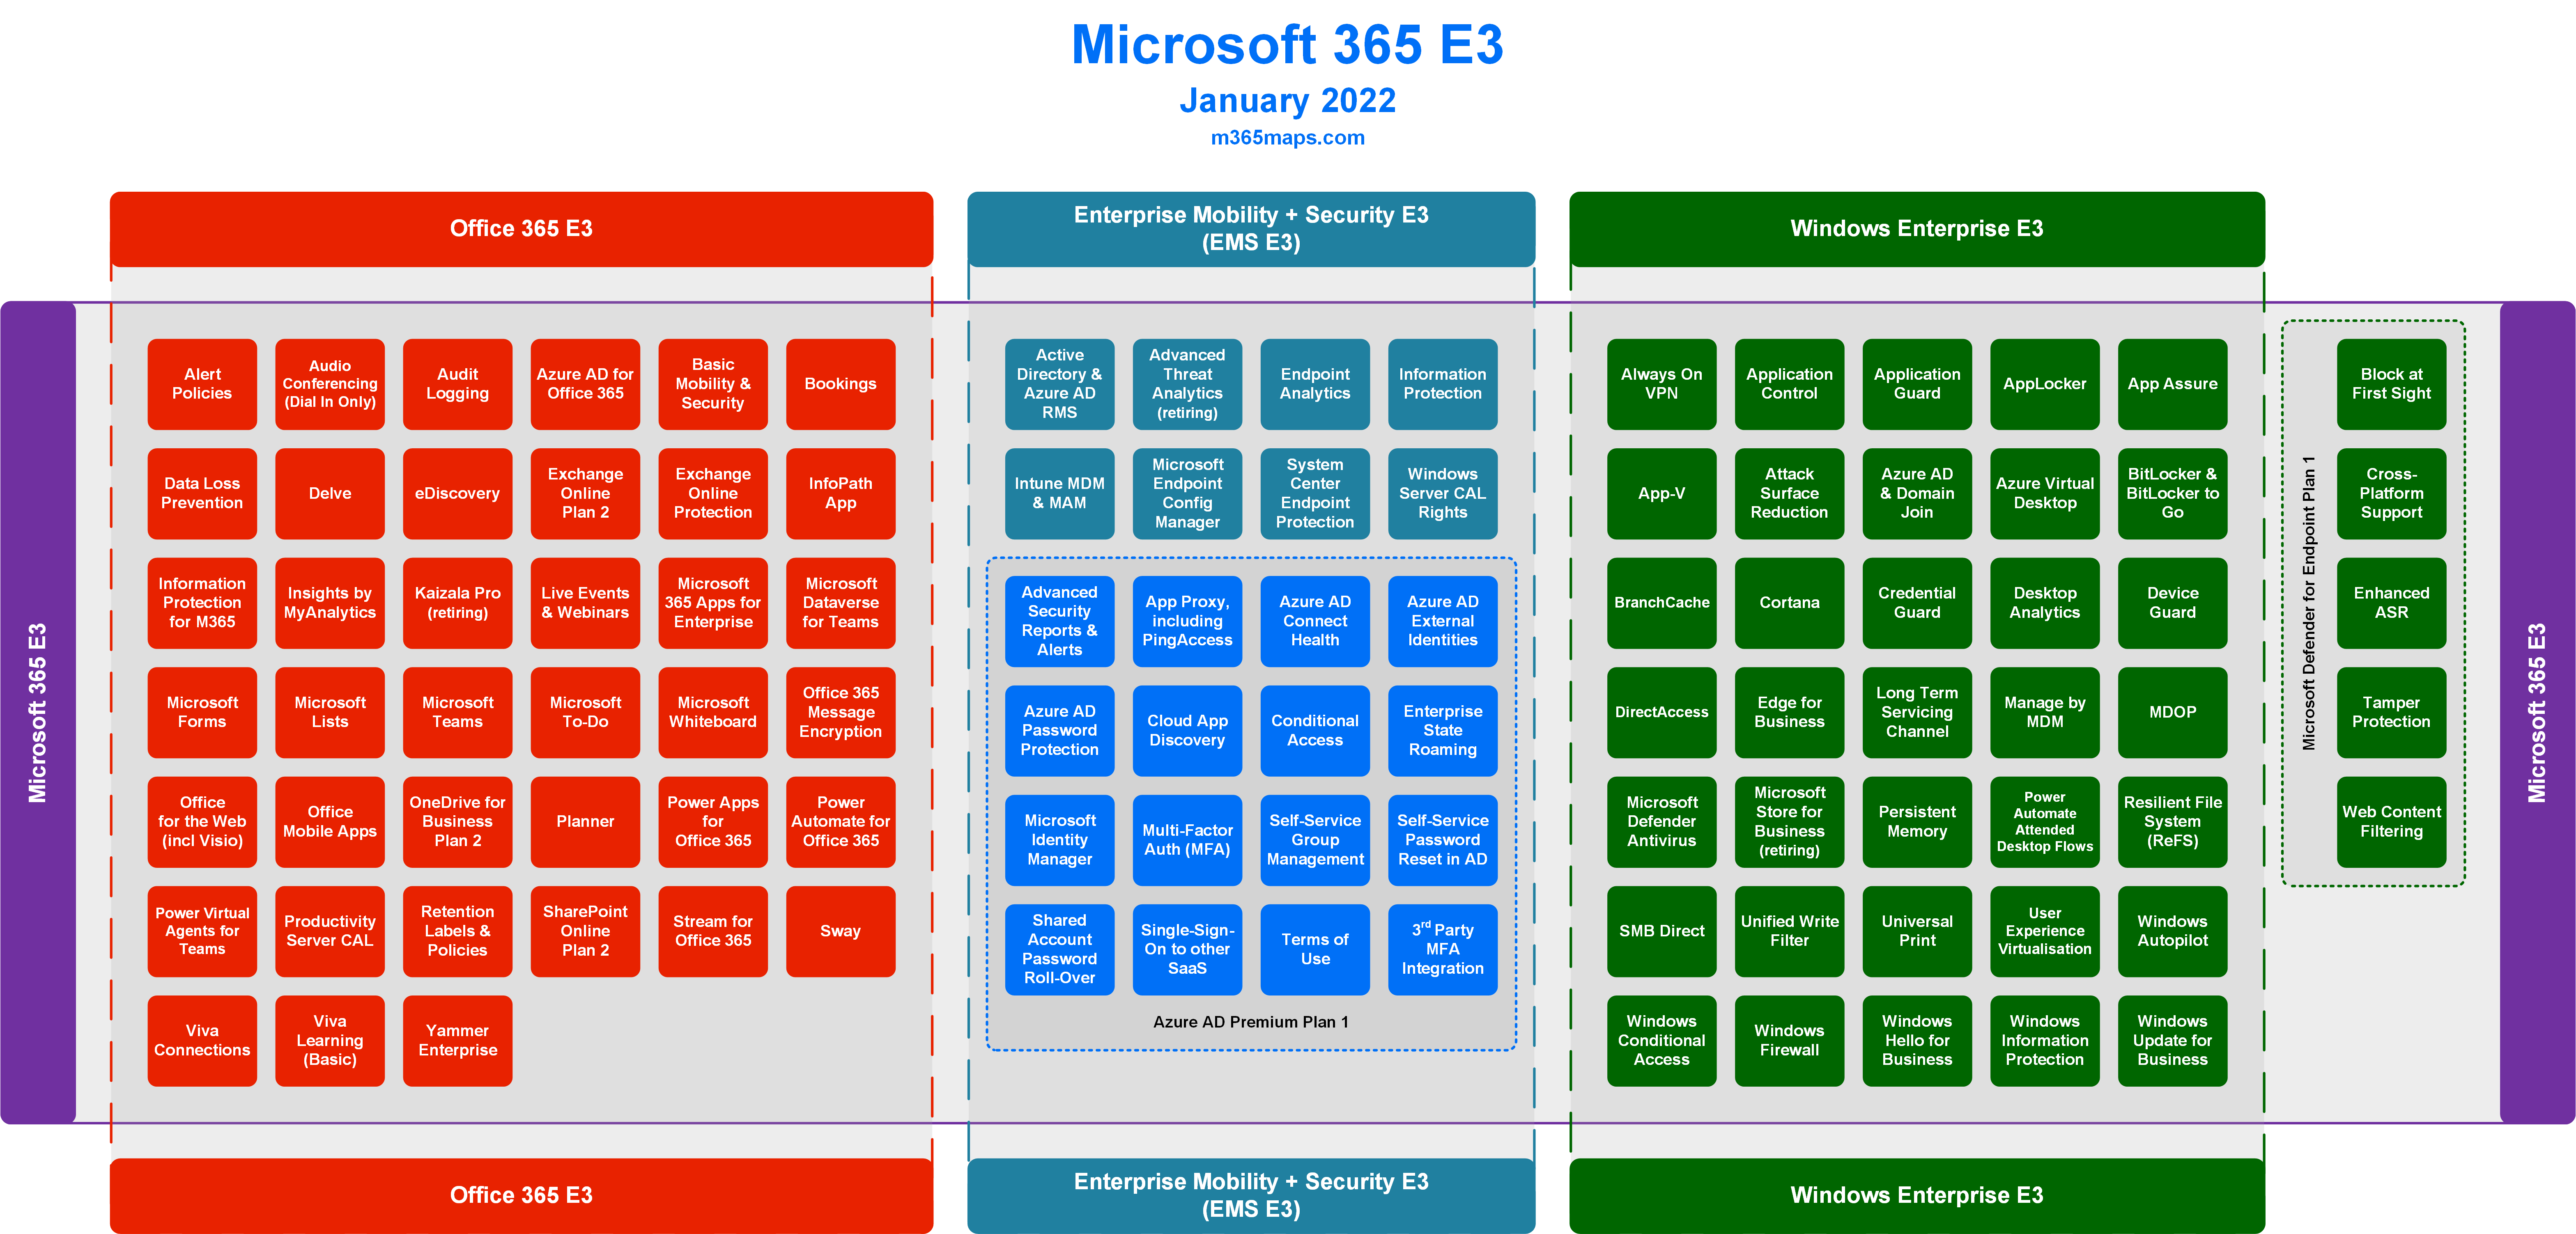 Microsoft 365 E3
January 2022
m365maps.com
Office 365 E3
Enterprise Mobility + Security E3
(EMS E3)
Windows Enterprise E3
Microsoft 365 E3
Alert
Policies
Audio
Conferencing
(Dial In Only)
Audit
Logging
Azure AD for
Office 365
Basic
Mobility &
Security
Bookings
Data Loss
Prevention
Delve
eDiscovery
Exchange
Online
Plan 2
Exchange
Online
Protection
InfoPath
App
Information
Protection
for M365
Insights by
MyAnalytics
Kaizala Pro
(retiring)
Live Events
& Webinars
Microsoft
365 Apps for
Enterprise
Microsoft
Dataverse
for Teams
Microsoft
Forms
Microsoft
Lists
Microsoft
Teams
Microsoft
To-Do
Microsoft
Whiteboard
Office 365
Message
Encryption
Office
for the Web
(incl Visio)
Office
Mobile Apps
OneDrive for
Business
Plan 2
Planner
Power Apps
for
Office 365
Power
Automate for
Office 365
Power Virtual
Agents for
Teams
Productivity
Server CAL
Retention
Labels &
Policies
SharePoint
Online
Plan 2
Stream for
Office 365
Sway
Viva
Connections
Viva
Learning
(Basic)
Yammer
Enterprise
Active
Directory &
Azure AD
RMS
Advanced
Threat
Analytics
(retiring)
Endpoint
Analytics
Information
Protection
Intune MDM
& MAM
Microsoft
Endpoint
Config
Manager
System
Center
Endpoint
Protection
Windows
Server CAL
Rights
Advanced
Security
Reports &
Alerts
App Proxy,
including
PingAccess
Azure AD
Connect
Health
Azure AD
External
Identities
Azure AD
Password
Protection
Cloud App
Discovery
Conditional
Access
Enterprise
State
Roaming
Microsoft
Identity
Manager
Multi-Factor
Auth (MFA)
Self-Service
Group
Management
Self-Service
Password
Reset in AD
Shared
Account
Password
Roll-Over
Single-Sign-
On to other
SaaS
Terms of
Use
3rd Party
MFA
Integration
Azure AD Premium Plan 1
Always On
VPN
Application
Control
Application
Guard
AppLocker
App Assure
App-V
Attack
Surface
Reduction
Azure AD
& Domain
Join
Azure Virtual
Desktop
BitLocker &
BitLocker to
Go
BranchCache
Cortana
Credential
Guard
Desktop
Analytics
Device
Guard
DirectAccess
Edge for
Business
Long Term
Servicing
Channel
Manage by
MDM
MDOP
Microsoft
Defender
Antivirus
Microsoft
Store for
Business
(retiring)
Persistent
Memory
Power
Automate
Attended
Desktop Flows
Resilient File
System
(ReFS)
SMB Direct
Unified Write
Filter
Universal
Print
User
Experience
Virtualisation
Windows
Autopilot
Windows
Conditional
Access
Windows
Firewall
Windows
Hello for
Business
Windows
Information
Protection
Windows
Update for
Business
Microsoft Defender for Endpoint Plan 1
Block at
First Sight
Cross-
Platform
Support
Enhanced
ASR
Tamper
Protection
Web Content
Filtering
Microsoft 365 E3
Office 365 E3
Enterprise Mobility + Security E3
(EMS E3)
Windows Enterprise E3